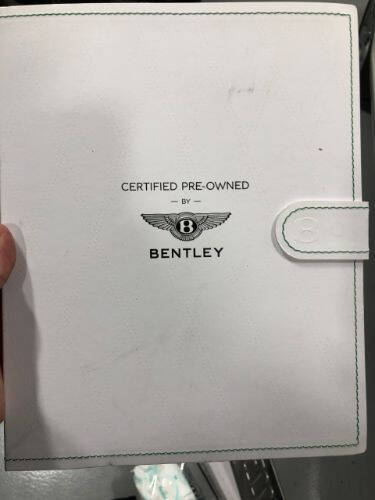 CERTIFIED PRE-OWNED
— BY —
B
BENTLEY
B